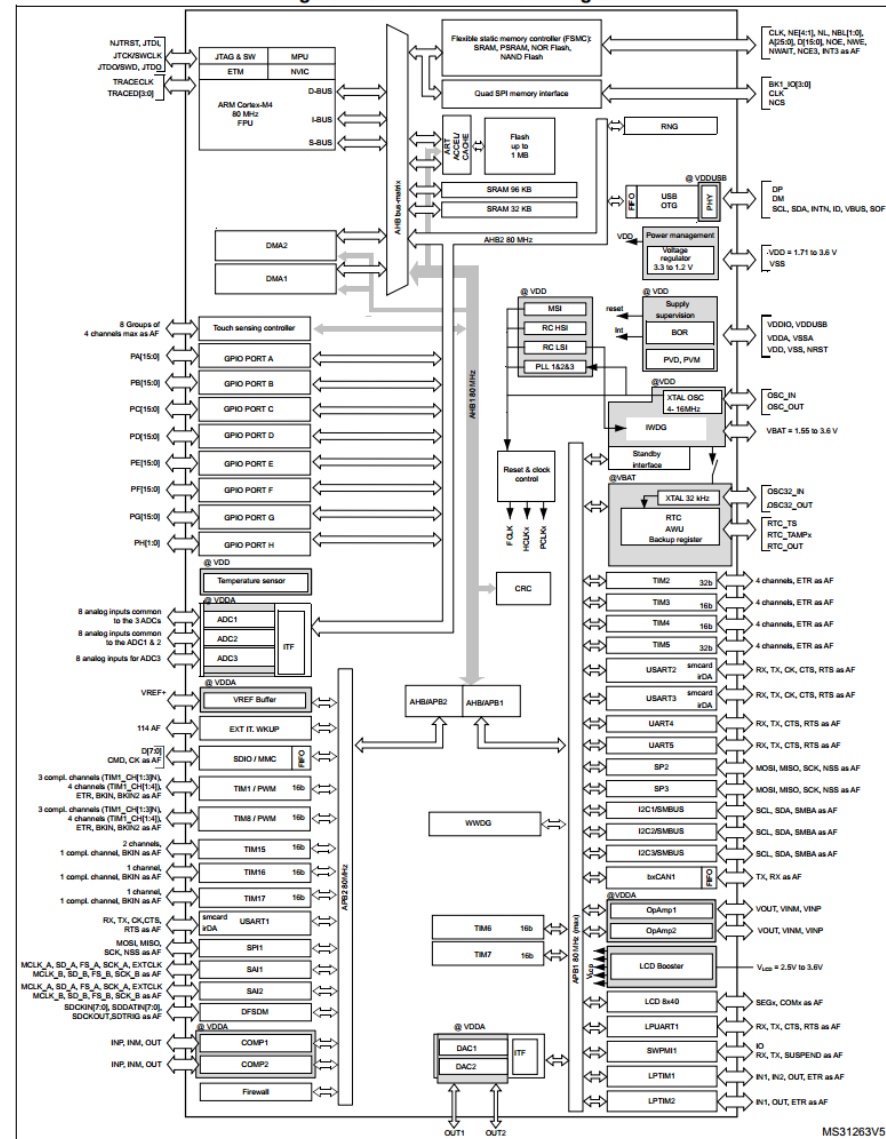 NJTRST, JTDI,
JTCK/SWCLK
JTDO/SWD, JTDO
TRACECLK
TRACED[3:0]
JTAG & SW
MPU
ETM
NVIC
ARM Cortex-M4
80 MHz
FPU
D-BUS
I-BUS
S-BUS
AHB bus-matrix
Flexible static memory controller (FSMC):
SRAM, PSRAM, NOR Flash,
NAND Flash
CLK, NE[4:1], NL, NBL[1:0],
A[25:0], D[15:0], NOE, NWE,
NWAIT, NCE3, INT3 as AF
Quad SPI memory interface
BK1_IO[3:0]
CLK
NCS
ART
ACCEL/
CACHE
Flash
up to
1 MB
RNG
SRAM 96 KB
SRAM 32 KB
AHB2 80 MHz
@ VDDUSB
FIFO
USB
OTG
PHY
DP
DM
SCL, SDA, INTN, ID, VBUS, SOF
DMA2
DMA1
VDD
Power management
Voltage
regulator
3.3 to 1.2 V
VDD = 1.71 to 3.6 V
VSS
@ VDD
MSI
RC HSI
RC LSI
PLL 1&2&3
@ VDD
reset
Int
Supply
supervision
BOR
PVD, PVM
VDDIO, VDDUSB
VDDA, VSSA
VDD, VSS, NRST
8 Groups of
4 channels max as AF
Touch sensing controller
PA[15:0]
GPIO PORT A
PB[15:0]
GPIO PORT B
PC[15:0]
GPIO PORT C
PD[15:0]
GPIO PORT D
PE[15:0]
GPIO PORT E
PF[15:0]
GPIO PORT F
PG[15:0]
GPIO PORT G
PH[1:0]
GPIO PORT H
AHB1 80 MHz
@VDD
XTAL OSC
4- 16MHz
OSC_IN
OSC_OUT
IWDG
VBAT = 1.55 to 3.6 V
Standby
interface
Reset & clock
control
FCLK
HCLKx
PCLKx
@VBAT
XTAL 32 kHz
OSC32_IN
OSC32_OUT
RTC
AWU
Backup register
RTC_TS
RTC_TAMPx
RTC_OUT
@ VDD
Temperature sensor
@ VDDA
8 analog inputs common
to the 3 ADCs
8 analog inputs common
to the ADC1 & 2
8 analog inputs for ADC3
ADC1
ADC2
ADC3
ITF
CRC
@ VDDA
VREF+
VREF Buffer
AHB/APB2
AHB/APB1
114 AF
EXT IT. WKUP
D[7:0]
CMD, CK as AF
SDIO / MMC
FIFO
3 compl. channels (TIM1_CH[1:3]N),
4 channels (TIM1_CH[1:4]),
ETR, BKIN, BKIN2 as AF
TIM1 / PWM
16b
3 compl. channels (TIM1_CH[1:3]N),
4 channels (TIM1_CH[1:4]),
ETR, BKIN, BKIN2 as AF
TIM8 / PWM
16b
2 channels,
1 compl. channel, BKIN as AF
TIM15
16b
1 channel,
1 compl. channel, BKIN as AF
TIM16
16b
1 channel,
1 compl. channel, BKIN as AF
TIM17
16b
RX, TX, CK,CTS,
RTS as AF
smcard
irDA
USART1
MOSI, MISO,
SCK, NSS as AF
SPI1
MCLK_A, SD_A, FS_A, SCK_A, EXTCLK
MCLK_B, SD_B, FS_B, SCK_B as AF
SAI1
MCLK_A, SD_A, FS_A, SCK_A, EXTCLK
MCLK_B, SD_B, FS_B, SCK_B as AF
SAI2
SDCKIN[7:0], SDDATIN[7:0],
SDCKOUT,SDTRIG as AF
DFSDM
@ VDDA
INP, INM, OUT
COMP1
INP, INM, OUT
COMP2
Firewall
APB2 80MHz
WWDG
TIM6
16b
TIM7
16b
@ VDDA
DAC1
DAC2
ITF
OUT1
OUT2
APB1 80 MHz (max)
TIM2
32b
4 channels, ETR as AF
TIM3
16b
4 channels, ETR as AF
TIM4
16b
4 channels, ETR as AF
TIM5
32b
4 channels, ETR as AF
USART2
smcard
irDA
RX, TX, CK, CTS, RTS as AF
USART3
smcard
irDA
RX, TX, CK, CTS, RTS as AF
UART4
RX, TX, CTS, RTS as AF
UART5
RX, TX, CTS, RTS as AF
SP2
MOSI, MISO, SCK, NSS as AF
SP3
MOSI, MISO, SCK, NSS as AF
I2C1/SMBUS
SCL, SDA, SMBA as AF
I2C2/SMBUS
SCL, SDA, SMBA as AF
I2C3/SMBUS
SCL, SDA, SMBA as AF
bxCAN1
FIFO
TX, RX as AF
@VDDA
OpAmp1
VOUT, VINM, VINP
OpAmp2
VOUT, VINM, VINP
VLCD
LCD Booster
VLCD = 2.5V to 3.6V
LCD 8x40
SEGx, COMx as AF
LPUART1
RX, TX, CTS, RTS as AF
SWPMI1
IO
RX, TX, SUSPEND as AF
LPTIM1
IN1, IN2, OUT, ETR as AF
LPTIM2
IN1, OUT, ETR as AF
MS31263V5